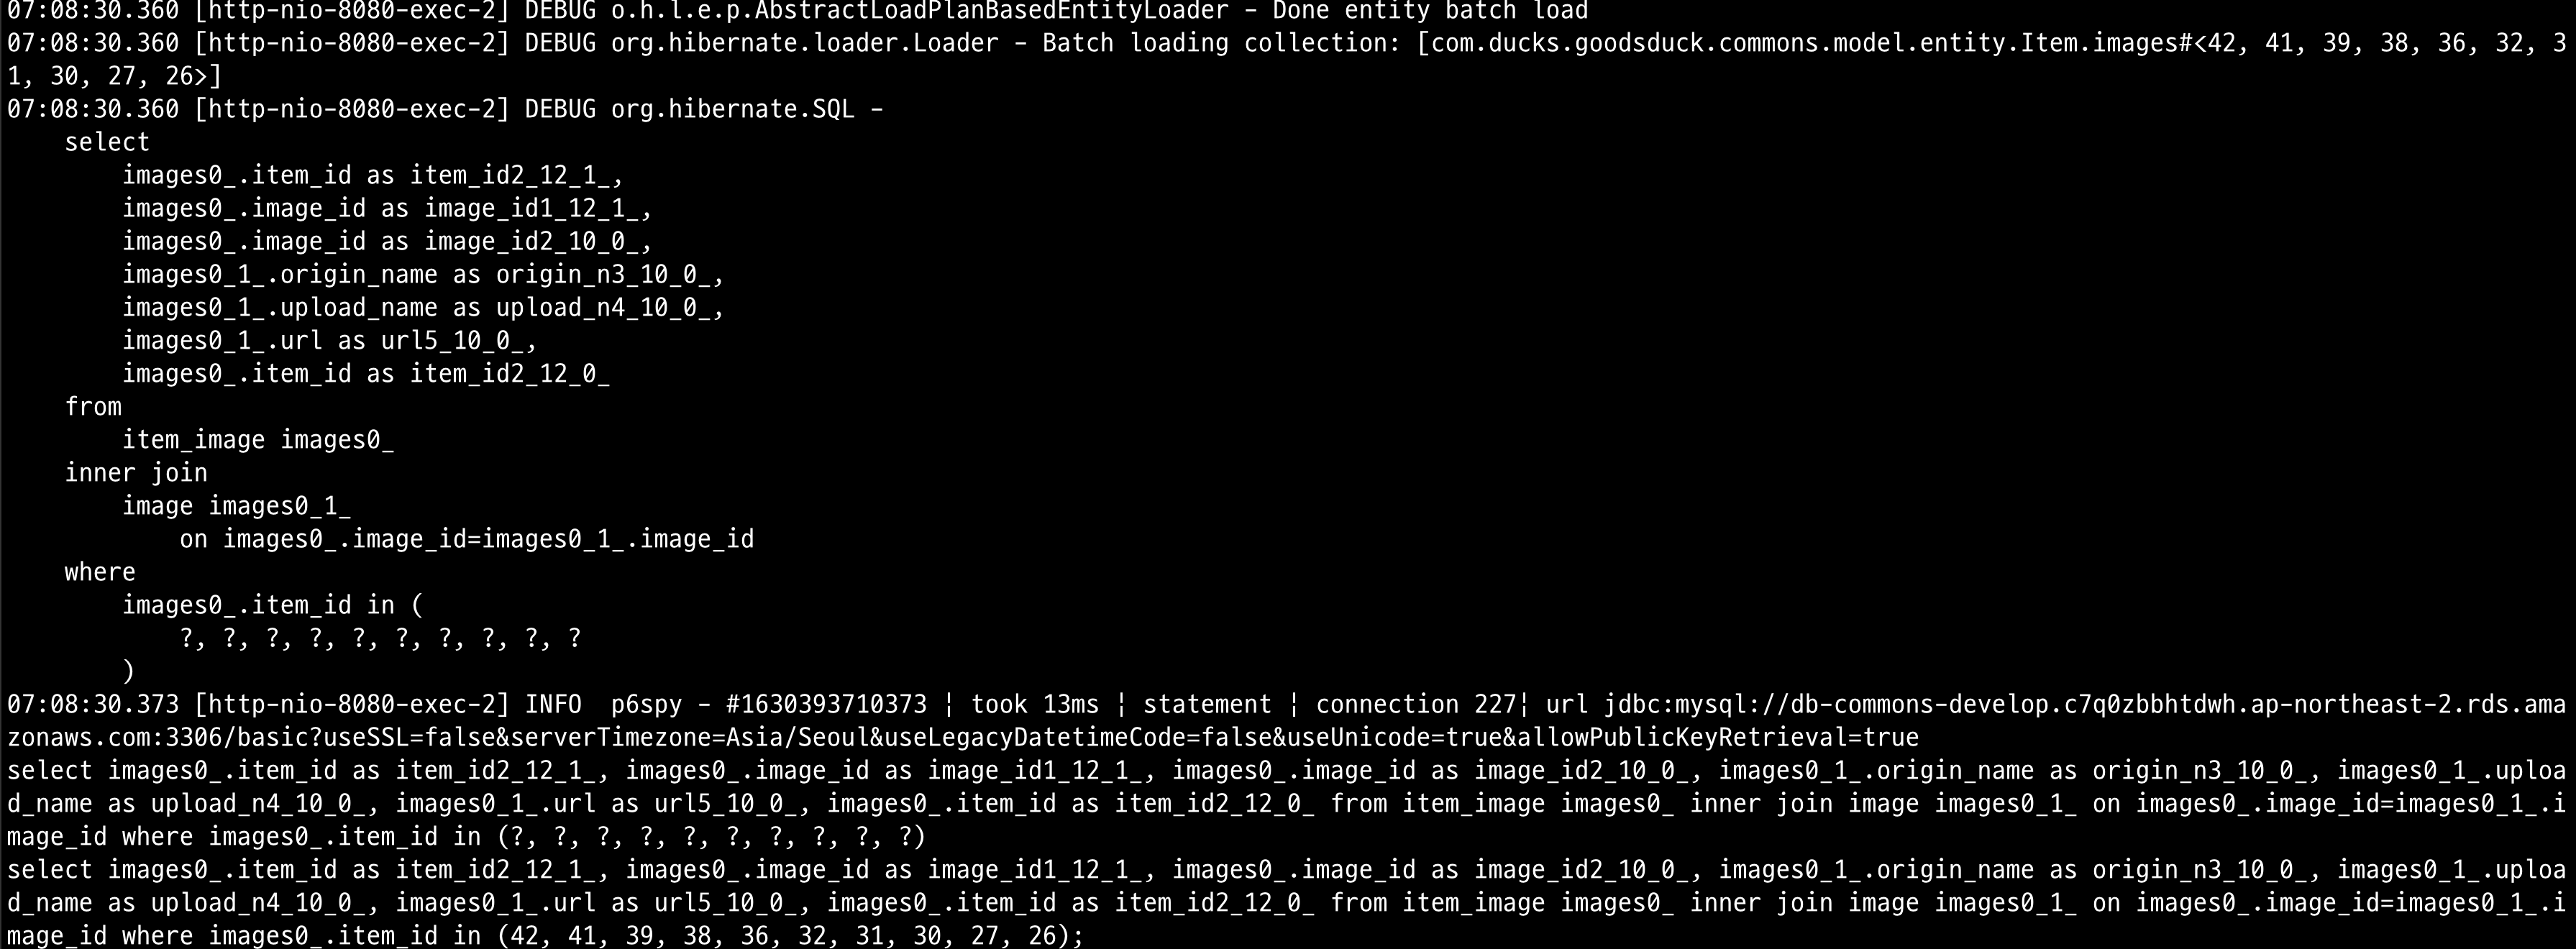 07:08:30.360 [http-nio-8080-exec-2] DEBUG o.h.l.e.p.AbstractLoadPlanBasedEntityLoader - Done entity batch load
07:08:30.360 [http-nio-8080-exec-2] DEBUG org.hibernate.loader.Loader - Batch loading collection: [com.ducks.goodsduck.commons.model.entity.Item.images#<42, 41, 39, 38, 36, 32, 3
1, 30, 27, 26>]
07:08:30.360 [http-nio-8080-exec-2] DEBUG org.hibernate.SQL -
    select
        images0_.item_id as item_id2_12_1_,
        images0_.image_id as image_id1_12_1_,
        images0_.image_id as image_id2_10_0_,
        images0_1_.origin_name as origin_n3_10_0_,
        images0_1_.upload_name as upload_n4_10_0_,
        images0_1_.url as url5_10_0_,
        images0_.item_id as item_id2_12_0_
    from
        item_image images0_
    inner join
        image images0_1_
            on images0_.image_id=images0_1_.image_id
    where
        images0_.item_id in (
            ?, ?, ?, ?, ?, ?, ?, ?, ?, ?
        )
07:08:30.373 [http-nio-8080-exec-2] INFO  p6spy - #1630393710373 ¦ took 13ms ¦ statement ¦ connection 227¦ url jdbc:mysql://db-commons-develop.c7q0zbbhtdwh.ap-northeast-2.rds.ama
zonaws.com:3306/basic?useSSL=false&serverTimezone=Asia/Seoul&useLegacyDatetimeCode=false&useUnicode=true&allowPublicKeyRetrieval=true
select images0_.item_id as item_id2_12_1_, images0_.image_id as image_id1_12_1_, images0_.image_id as image_id2_10_0_, images0_1_.origin_name as origin_n3_10_0_, images0_1_.uploa
d_name as upload_n4_10_0_, images0_1_.url as url5_10_0_, images0_.item_id as item_id2_12_0_ from item_image images0_ inner join image images0_1_ on images0_.image_id=images0_1_.i
mage_id where images0_.item_id in (?, ?, ?, ?, ?, ?, ?, ?, ?, ?)
select images0_.item_id as item_id2_12_1_, images0_.image_id as image_id1_12_1_, images0_.image_id as image_id2_10_0_, images0_1_.origin_name as origin_n3_10_0_, images0_1_.uploa
d_name as upload_n4_10_0_, images0_1_.url as url5_10_0_, images0_.item_id as item_id2_12_0_ from item_image images0_ inner join image images0_1_ on images0_.image_id=images0_1_.i
mage_id where images0_.item_id in (42, 41, 39, 38, 36, 32, 31, 30, 27, 26);